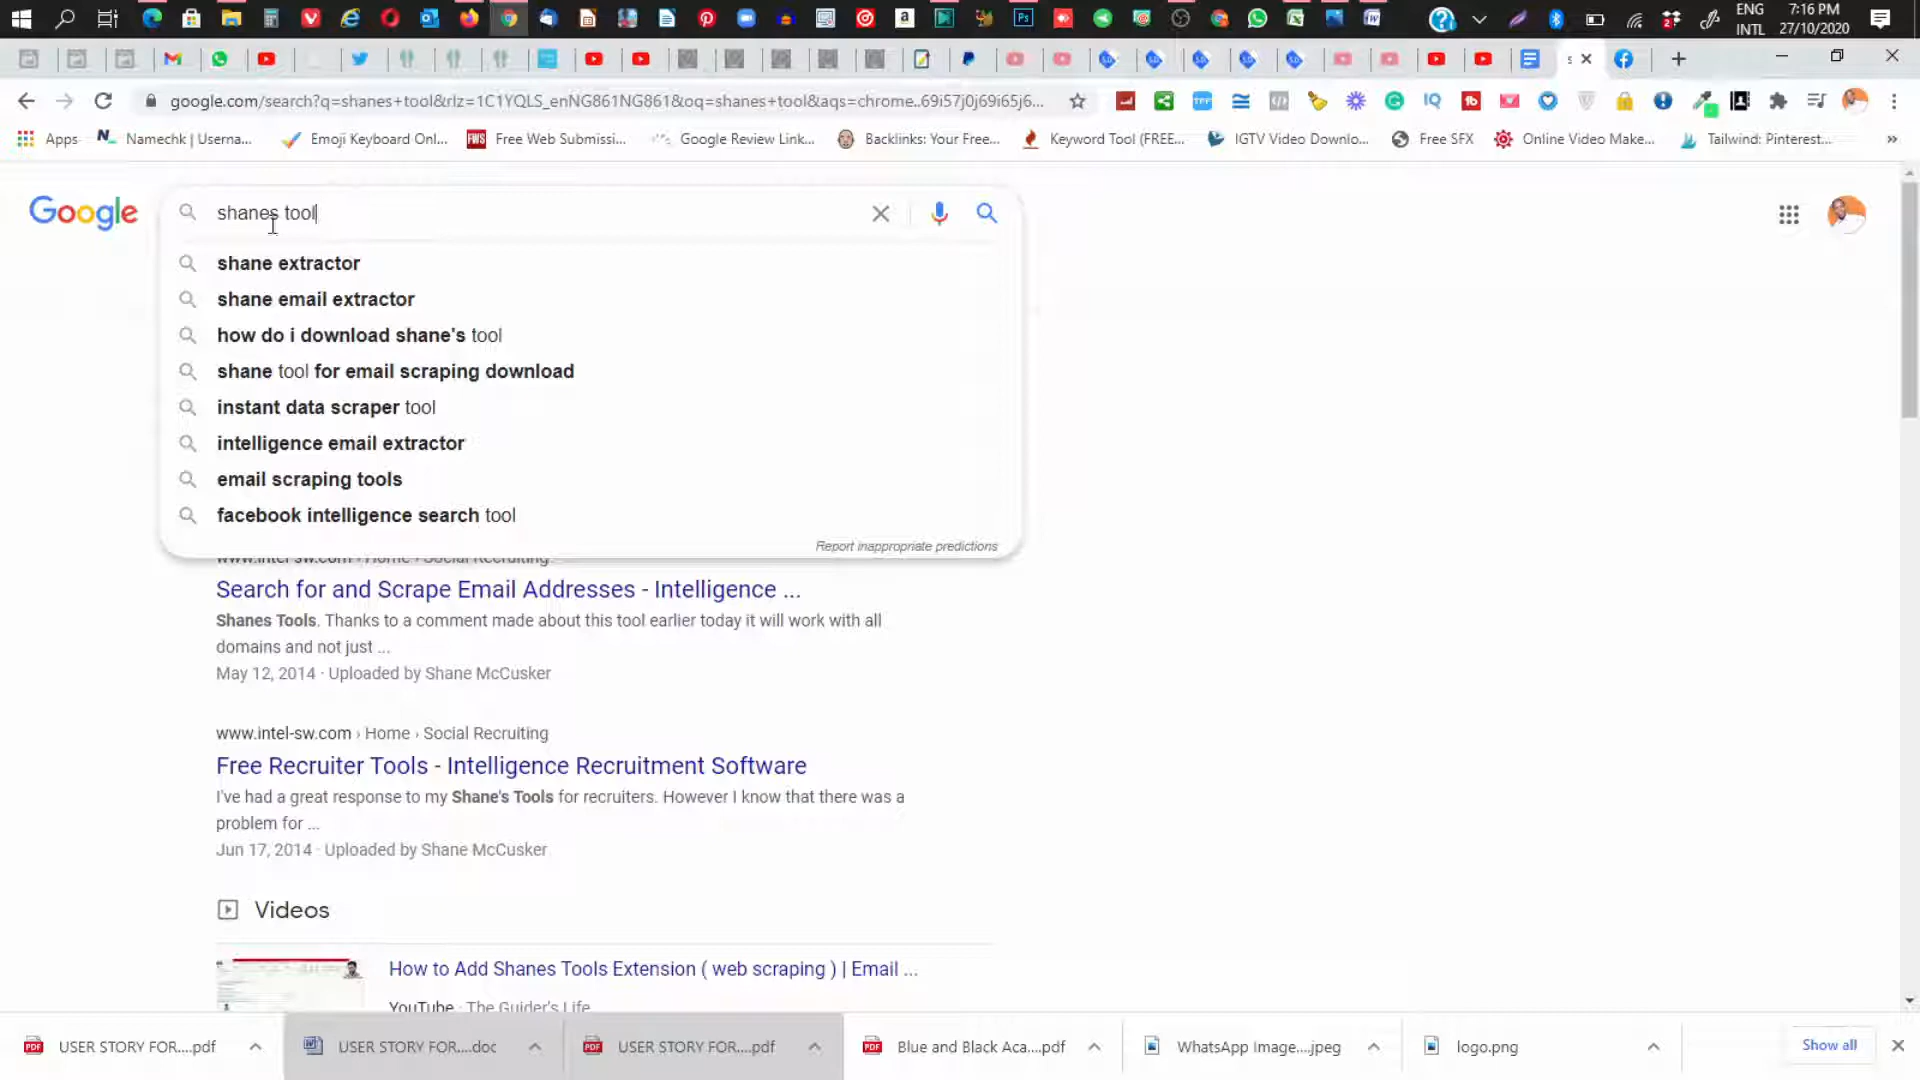 ENG
INTL
7:16 PM
27/10/2020
google.com/search?q=shanes+tool&rlz=1C1YQLS_enNG861NG861&oq=shanes+tool&aqs=chrome..69i57j0j69i65j6...
Apps
Namechk | Userna...
Emoji Keyboard Onl...
FWS Free Web Submissi...
Google Review Link...
Backlinks: Your Free...
Keyword Tool (FREE...
IGTV Video Downlo...
Free SFX
Online Video Make...
Tailwind: Pinterest...
Google
shanes tool
shane extractor
shane email extractor
how do i download shane's tool
shane tool for email scraping download
instant data scraper tool
intelligence email extractor
email scraping tools
facebook intelligence search tool
Report inappropriate predictions
www.intel-sw.com › Home › Social Recruiting
Search for and Scrape Email Addresses - Intelligence ...
Shanes Tools. Thanks to a comment made about this tool earlier today it will work with all
domains and not just ...
May 12, 2014 · Uploaded by Shane McCusker
www.intel-sw.com › Home › Social Recruiting
Free Recruiter Tools - Intelligence Recruitment Software
I've had a great response to my Shane's Tools for recruiters. However I know that there was a
problem for ...
Jun 17, 2014 · Uploaded by Shane McCusker
Videos
How to Add Shanes Tools Extension ( web scraping ) | Email ...
YouTube · The Guider's Life
USER STORY FOR....pdf
USER STORY FOR....doc
USER STORY FOR....pdf
Blue and Black Aca....pdf
WhatsApp Image....jpeg
logo.png
Show all